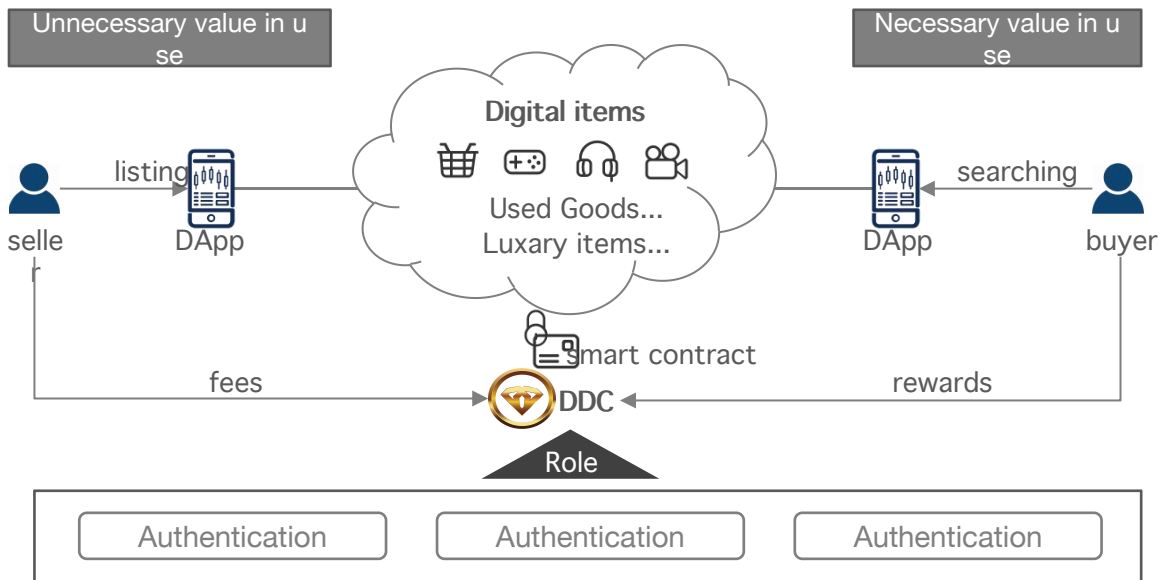 Unnecessary value in u
se
Necessary value in u
se
Digital items
listing
searching
Used Goods...
Luxary items...
selle
r
DApp
DApp
buyer
smart contract
fees
rewards
DDC
Role
Authentication
Authentication
Authentication